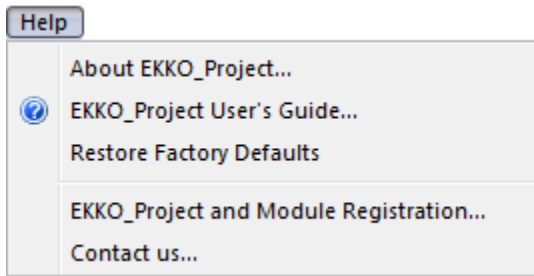 Help
About EKKO_Project...
EKKO_Project User's Guide...
Restore Factory Defaults
EKKO_Project and Module Registration...
Contact us...